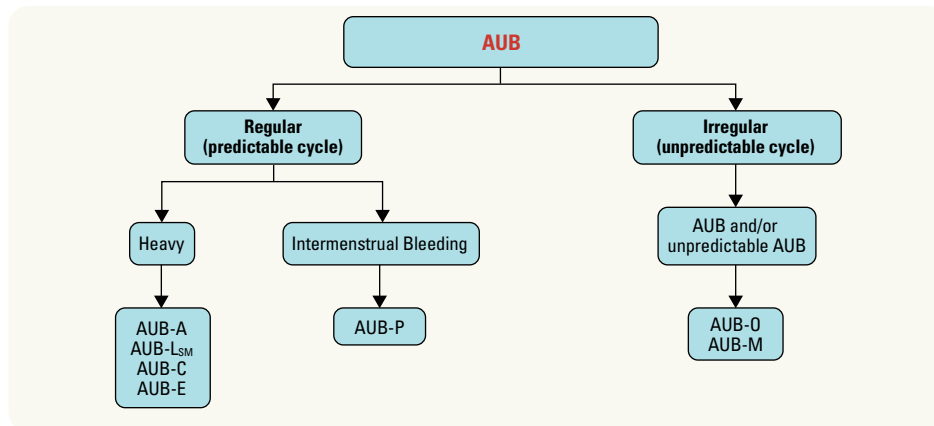 AUB
Regular
(predictable cycle)
Irregular
(unpredictable cycle)
Heavy
Intermenstrual Bleeding
AUB and/or
unpredictable AUB
AUB-A
AUB-LSM
AUB-C
AUB-E
AUB-P
AUB-O
AUB-M